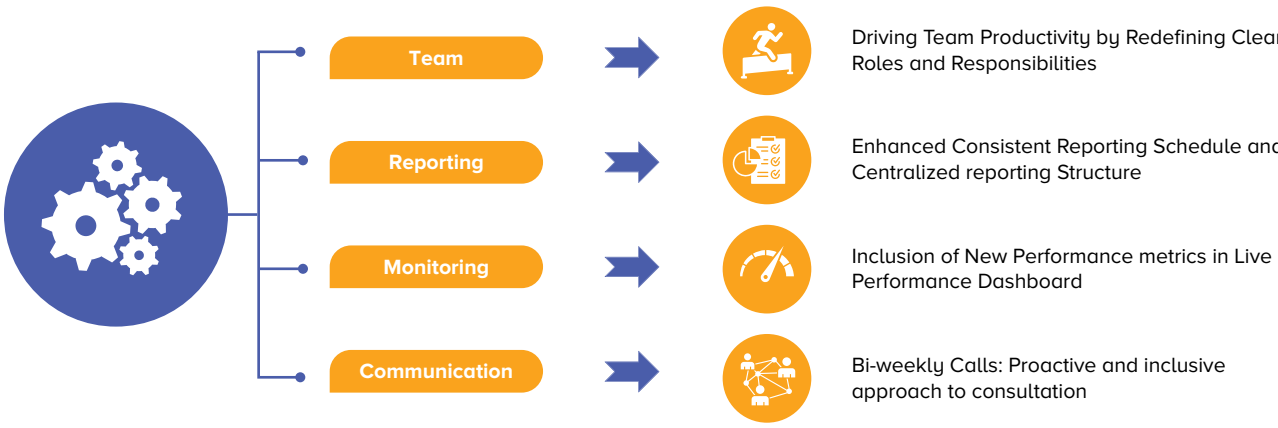 Team
Driving Team Productivity by Redefining Clear
Roles and Responsibilities
Reporting
Enhanced Consistent Reporting Schedule and
Centralized reporting Structure
Monitoring
Inclusion of New Performance metrics in Live
Performance Dashboard
Communication
Bi-weekly Calls: Proactive and inclusive
approach to consultation